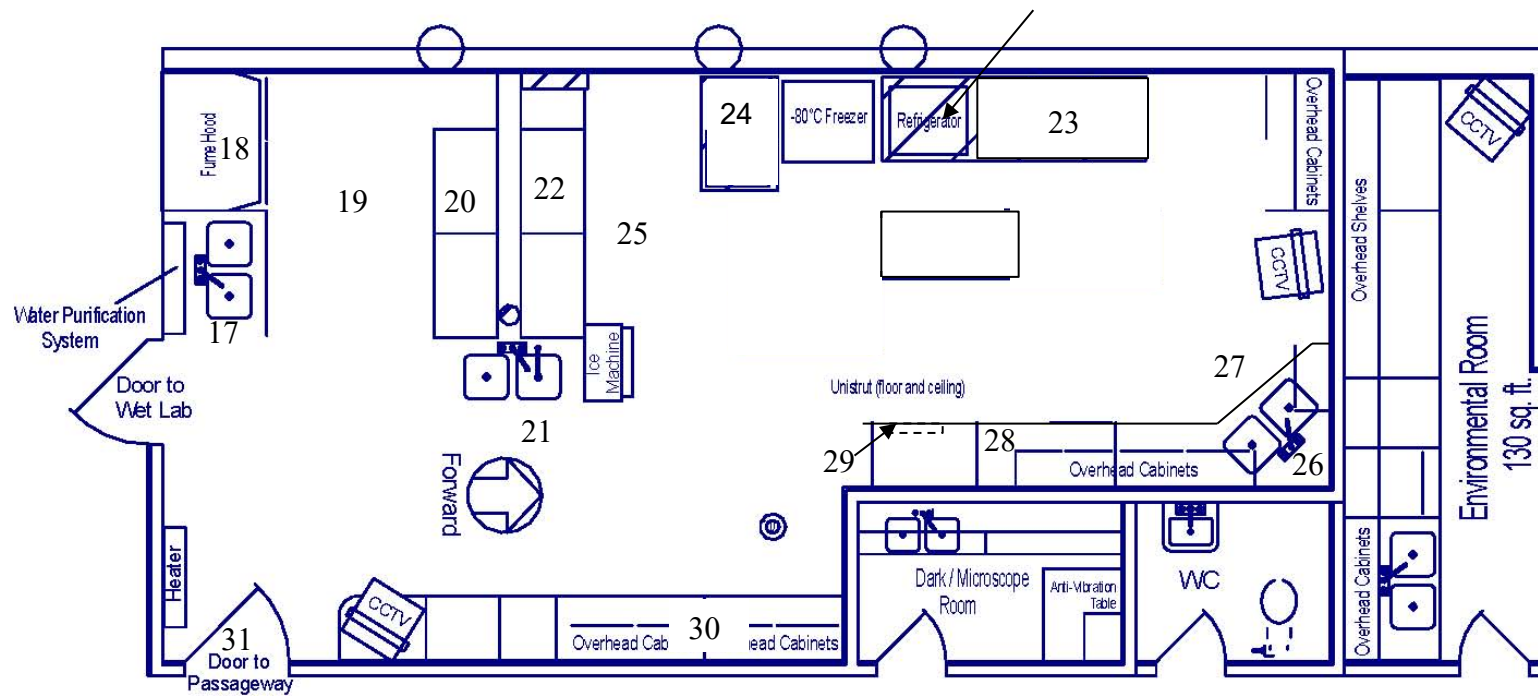 Fume Hood
18
19
20
22
24
-80°C Freezer
Refrigerator
23
Overhead Cabinets
CCTV
25
CCTV
Overhead Shelves
Water Purification
System
17
Ice
Machine
Door to
Wet Lab
21
Unistrut (floor and ceiling)
27
Environmental Room
130 sq. ft.
Forward
29
28
Overhead Cabinets
26
Heater
CCTV
Dark / Microscope
Room
Anti-Vibration
Table
WC
Overhead Cabinets
31
Door to
Passageway
Overhead Cab
30
ead Cabinets